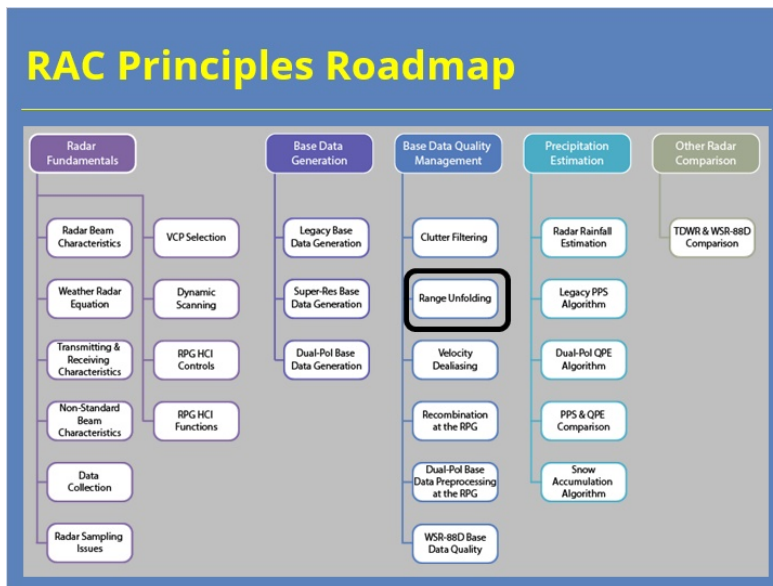 RAC Principles Roadmap
Radar
Fundamentals
Radar Beam
Characteristics
Weather Radar
Equation
Transmitting &
Receiving
Characteristics
Non-Standard
Beam
Characteristics
Data
Collection
Radar Sampling
Issues
VCP Selection
Dynamic
Scanning
RPG HCI
Controls
RPG HCI
Functions
Base Data
Generation
Legacy Base
Data Generation
Super-Res Base
Data Generation
Dual-Pol Base
Data Generation
Base Data Quality
Management
Clutter Filtering
Range Unfolding
Velocity
Dealiasing
Recombination
at the RPG
Dual-Pol Base
Data Preprocessing
at the RPG
WSR-88D Base
Data Quality
Precipitation
Estimation
Radar Rainfall
Estimation
Legacy PPS
Algorithm
Dual-Pol QPE
Algorithm
PPS & QPE
Comparison
Snow
Accumulation
Algorithm
Other Radar
Comparison
TDWR & WSR-88D
Comparison